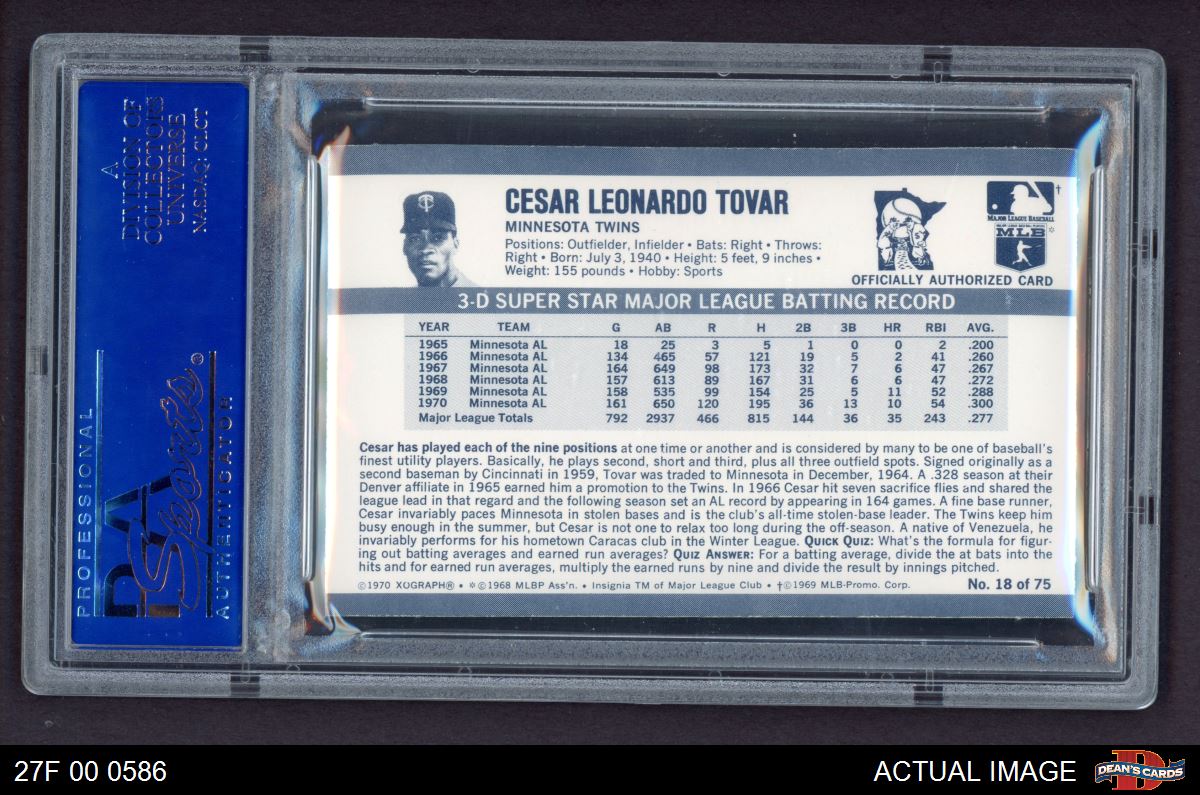 A
DIVISION OF
COLLECTORS
UNIVERSE
NASDAQ: CLCT
PROFESSIONAL
PSA
Sports®
AUTHENTICATOR
CESAR LEONARDO TOVAR
MINNESOTA TWINS
Positions: Outfielder, Infielder • Bats: Right • Throws:
Right • Born: July 3, 1940 • Height: 5 feet, 9 inches •
Weight: 155 pounds • Hobby: Sports
†
MAJOR LEAGUE BASEBALL
MLB
OFFICIALLY AUTHORIZED CARD
3-D SUPER STAR MAJOR LEAGUE BATTING RECORD
YEAR TEAM G AB R H 2B 3B HR RBI AVG.
1965 Minnesota AL 18 25 3 5 1 0 0 2 .200
1966 Minnesota AL 134 465 57 121 19 5 2 41 .260
1967 Minnesota AL 164 649 98 173 32 7 6 47 .267
1968 Minnesota AL 157 613 89 167 31 6 6 47 .272
1969 Minnesota AL 158 535 99 154 25 5 11 52 .288
1970 Minnesota AL 161 650 120 195 36 13 10 54 .300
Major League Totals 792 2937 466 815 144 36 35 243 .277
Cesar has played each of the nine positions at one time or another and is considered by many to be one of baseball's
finest utility players. Basically, he plays second, short and third, plus all three outfield spots. Signed originally as a
second baseman by Cincinnati in 1959, Tovar was traded to Minnesota in December, 1964. A .328 season at their
Denver affiliate in 1965 earned him a promotion to the Twins. In 1966 Cesar hit seven sacrifice flies and shared the
league lead in that regard and the following season set an AL record by appearing in 164 games. A fine base runner,
Cesar invariably paces Minnesota in stolen bases and is the club's all-time stolen-base leader. The Twins keep him
busy enough in the summer, but Cesar is not one to relax too long during the off-season. A native of Venezuela, he
invariably performs for his hometown Caracas club in the Winter League. QUICK QUIZ: What's the formula for figur-
ing out batting averages and earned run averages? QUIZ ANSWER: For a batting average, divide the at bats into the
hits and for earned run averages, multiply the earned runs by nine and divide the result by innings pitched.
©1970 XOGRAPH® • *©1968 MLBP Ass'n. • Insignia TM of Major League Club • †©1969 MLB-Promo. Corp. No. 18 of 75
27F 00 0586
ACTUAL IMAGE
DEAN'S CARDS